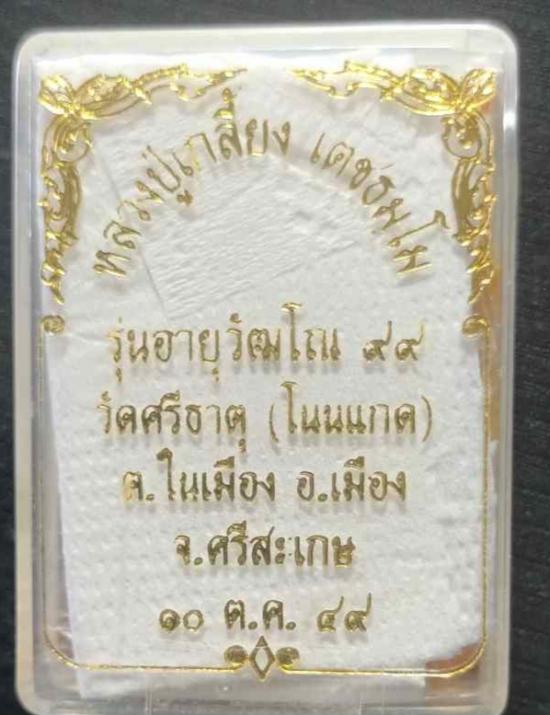 หลวงปู่เกลี้ยง เตชธมฺโม
รุ่นอายุวัฒโณ ๙๙
วัดศรีธาตุ (โนนแกด)
ต.ในเมือง อ.เมือง
จ.ศรีสะเกษ
๑๐ ต.ค. ๔๙